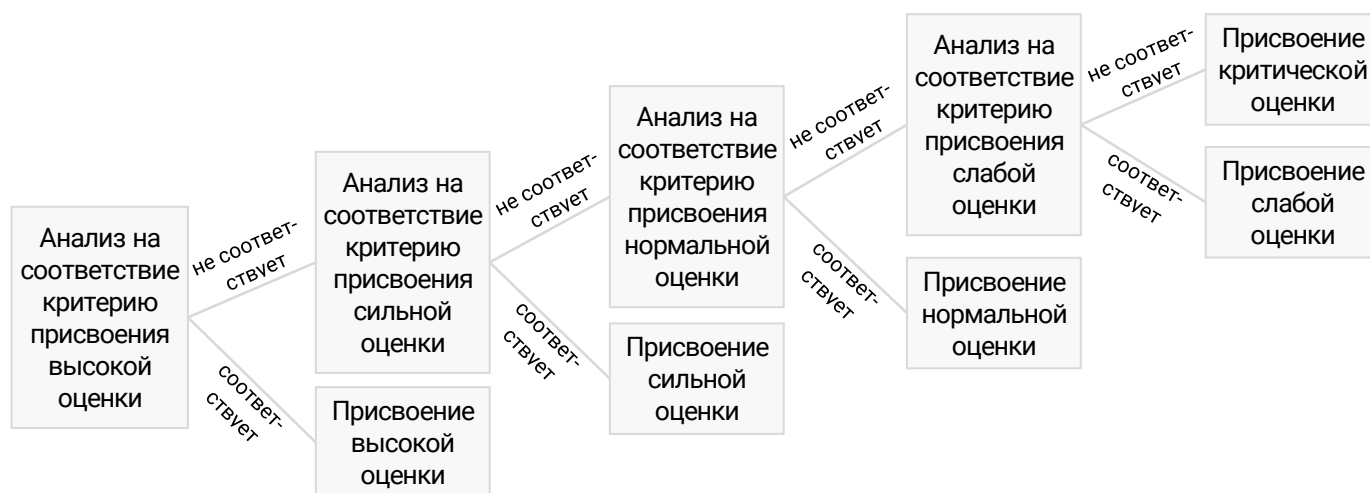 Анализ на
соответствие
критерию
присвоения
высокой
оценки
не соответ-
ствует
соответ-
ствует
Анализ на
соответствие
критерию
присвоения
сильной
оценки
Присвоение
высокой
оценки
не соответ-
ствует
соответ-
ствует
Анализ на
соответствие
критерию
присвоения
нормальной
оценки
Присвоение
сильной
оценки
не соответ-
ствует
соответ-
ствует
Анализ на
соответствие
критерию
присвоения
слабой
оценки
Присвоение
нормальной
оценки
не соответ-
ствует
соответ-
ствует
Присвоение
критической
оценки
Присвоение
слабой
оценки